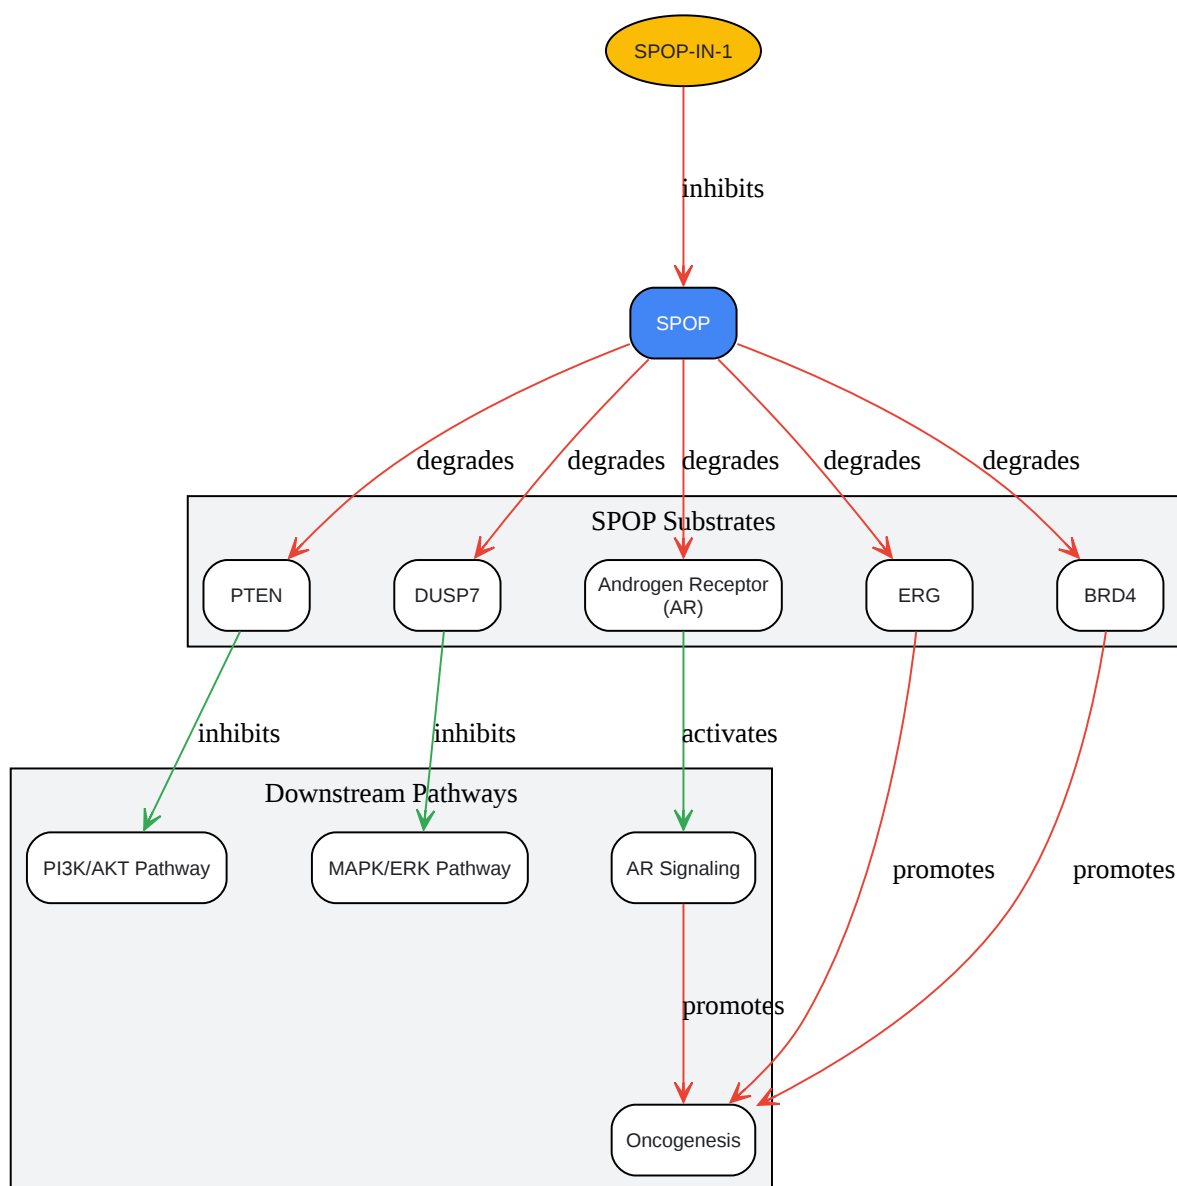 SPOP-IN-1
inhibits
SPOP
degrades
degrades
degrades
degrades
degrades
SPOP Substrates
PTEN
DUSP7
Androgen Receptor
(AR)
ERG
BRD4
inhibits
inhibits
activates
Downstream Pathways
PI3K/AKT Pathway
MAPK/ERK Pathway
AR Signaling
promotes
promotes
promotes
Oncogenesis